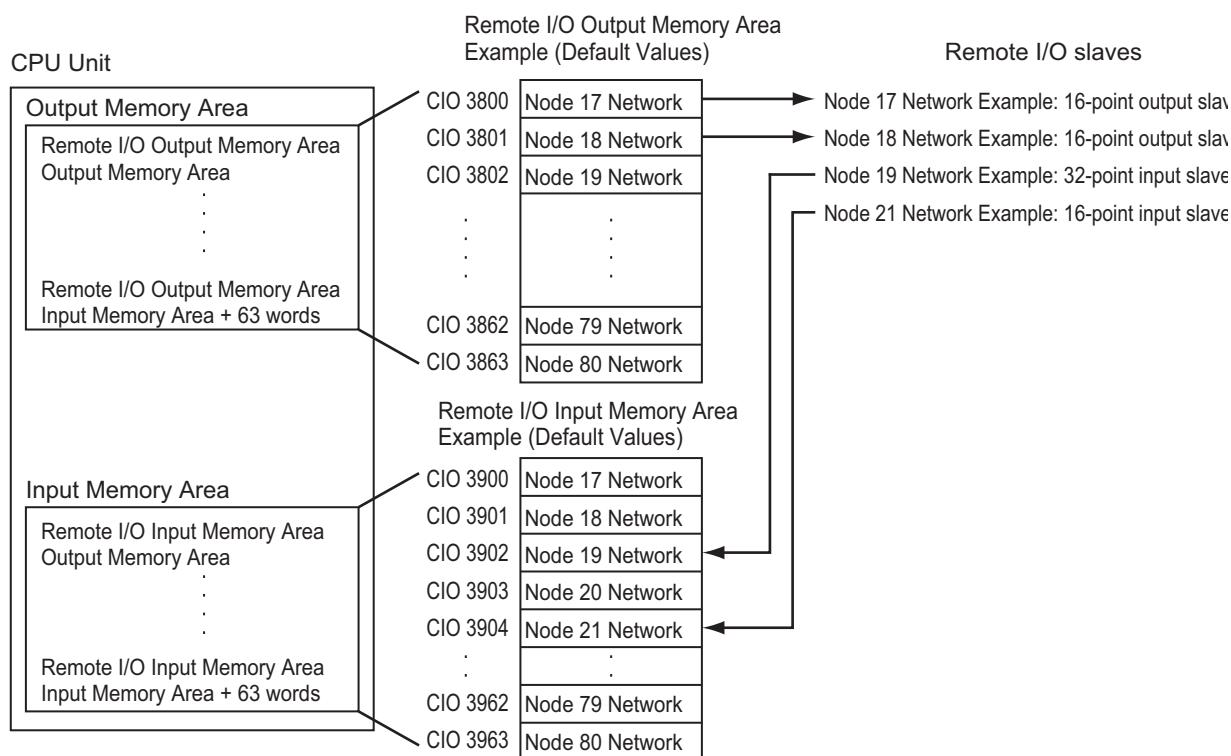 Remote I/O Output Memory Area
Example (Default Values)
Remote I/O slaves
CPU Unit
Output Memory Area
Remote I/O Output Memory Area
Output Memory Area
Remote I/O Output Memory Area
Input Memory Area + 63 words
CIO 3800 Node 17 Network
CIO 3801 Node 18 Network
CIO 3802 Node 19 Network
CIO 3862 Node 79 Network
CIO 3863 Node 80 Network
Node 17 Network Example: 16-point output slav
Node 18 Network Example: 16-point output slav
Node 19 Network Example: 32-point input slave
Node 21 Network Example: 16-point input slave
Remote I/O Input Memory Area
Example (Default Values)
Input Memory Area
Remote I/O Input Memory Area
Output Memory Area
Remote I/O Input Memory Area
Input Memory Area + 63 words
CIO 3900 Node 17 Network
CIO 3901 Node 18 Network
CIO 3902 Node 19 Network
CIO 3903 Node 20 Network
CIO 3904 Node 21 Network
CIO 3962 Node 79 Network
CIO 3963 Node 80 Network